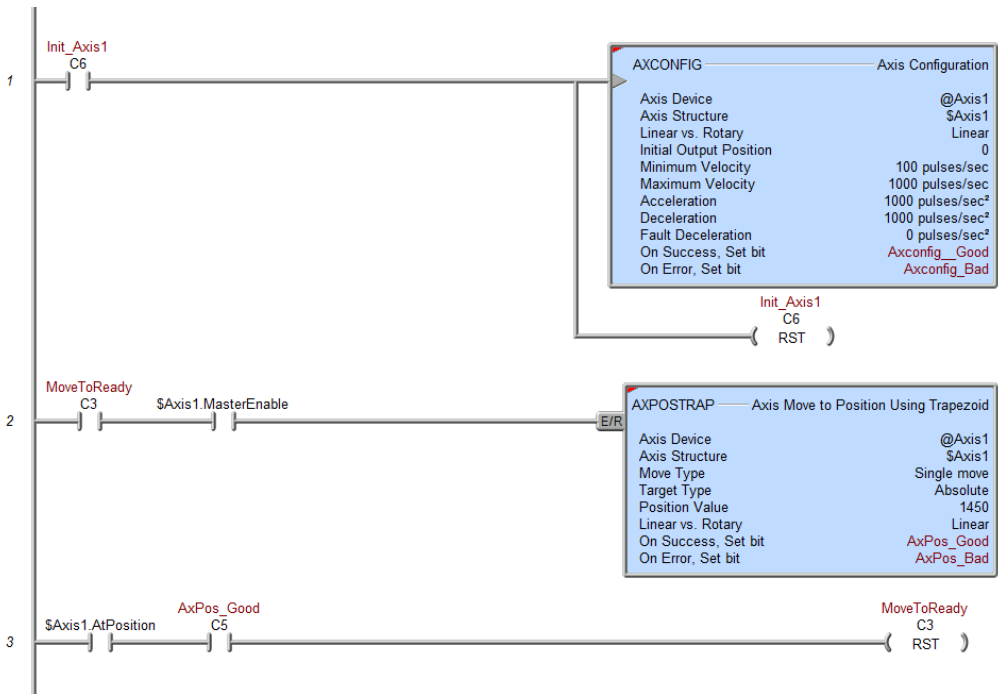 Init_Axis1
C6
1
AXCONFIG Axis Configuration
Axis Device @Axis1
Axis Structure $Axis1
Linear vs. Rotary Linear
Initial Output Position 0
Minimum Velocity 100 pulses/sec
Maximum Velocity 1000 pulses/sec
Acceleration 1000 pulses/sec²
Deceleration 1000 pulses/sec²
Fault Deceleration 0 pulses/sec²
On Success, Set bit Axconfig__Good
On Error, Set bit Axconfig_Bad
Init_Axis1
C6
RST
MoveToReady
C3 $Axis1.MasterEnable
2
E/R
AXPOSTRAP Axis Move to Position Using Trapezoid
Axis Device @Axis1
Axis Structure $Axis1
Move Type Single move
Target Type Absolute
Position Value 1450
Linear vs. Rotary Linear
On Success, Set bit AxPos_Good
On Error, Set bit AxPos_Bad
AxPos_Good MoveToReady
$Axis1.AtPosition C5 C3
3 RST